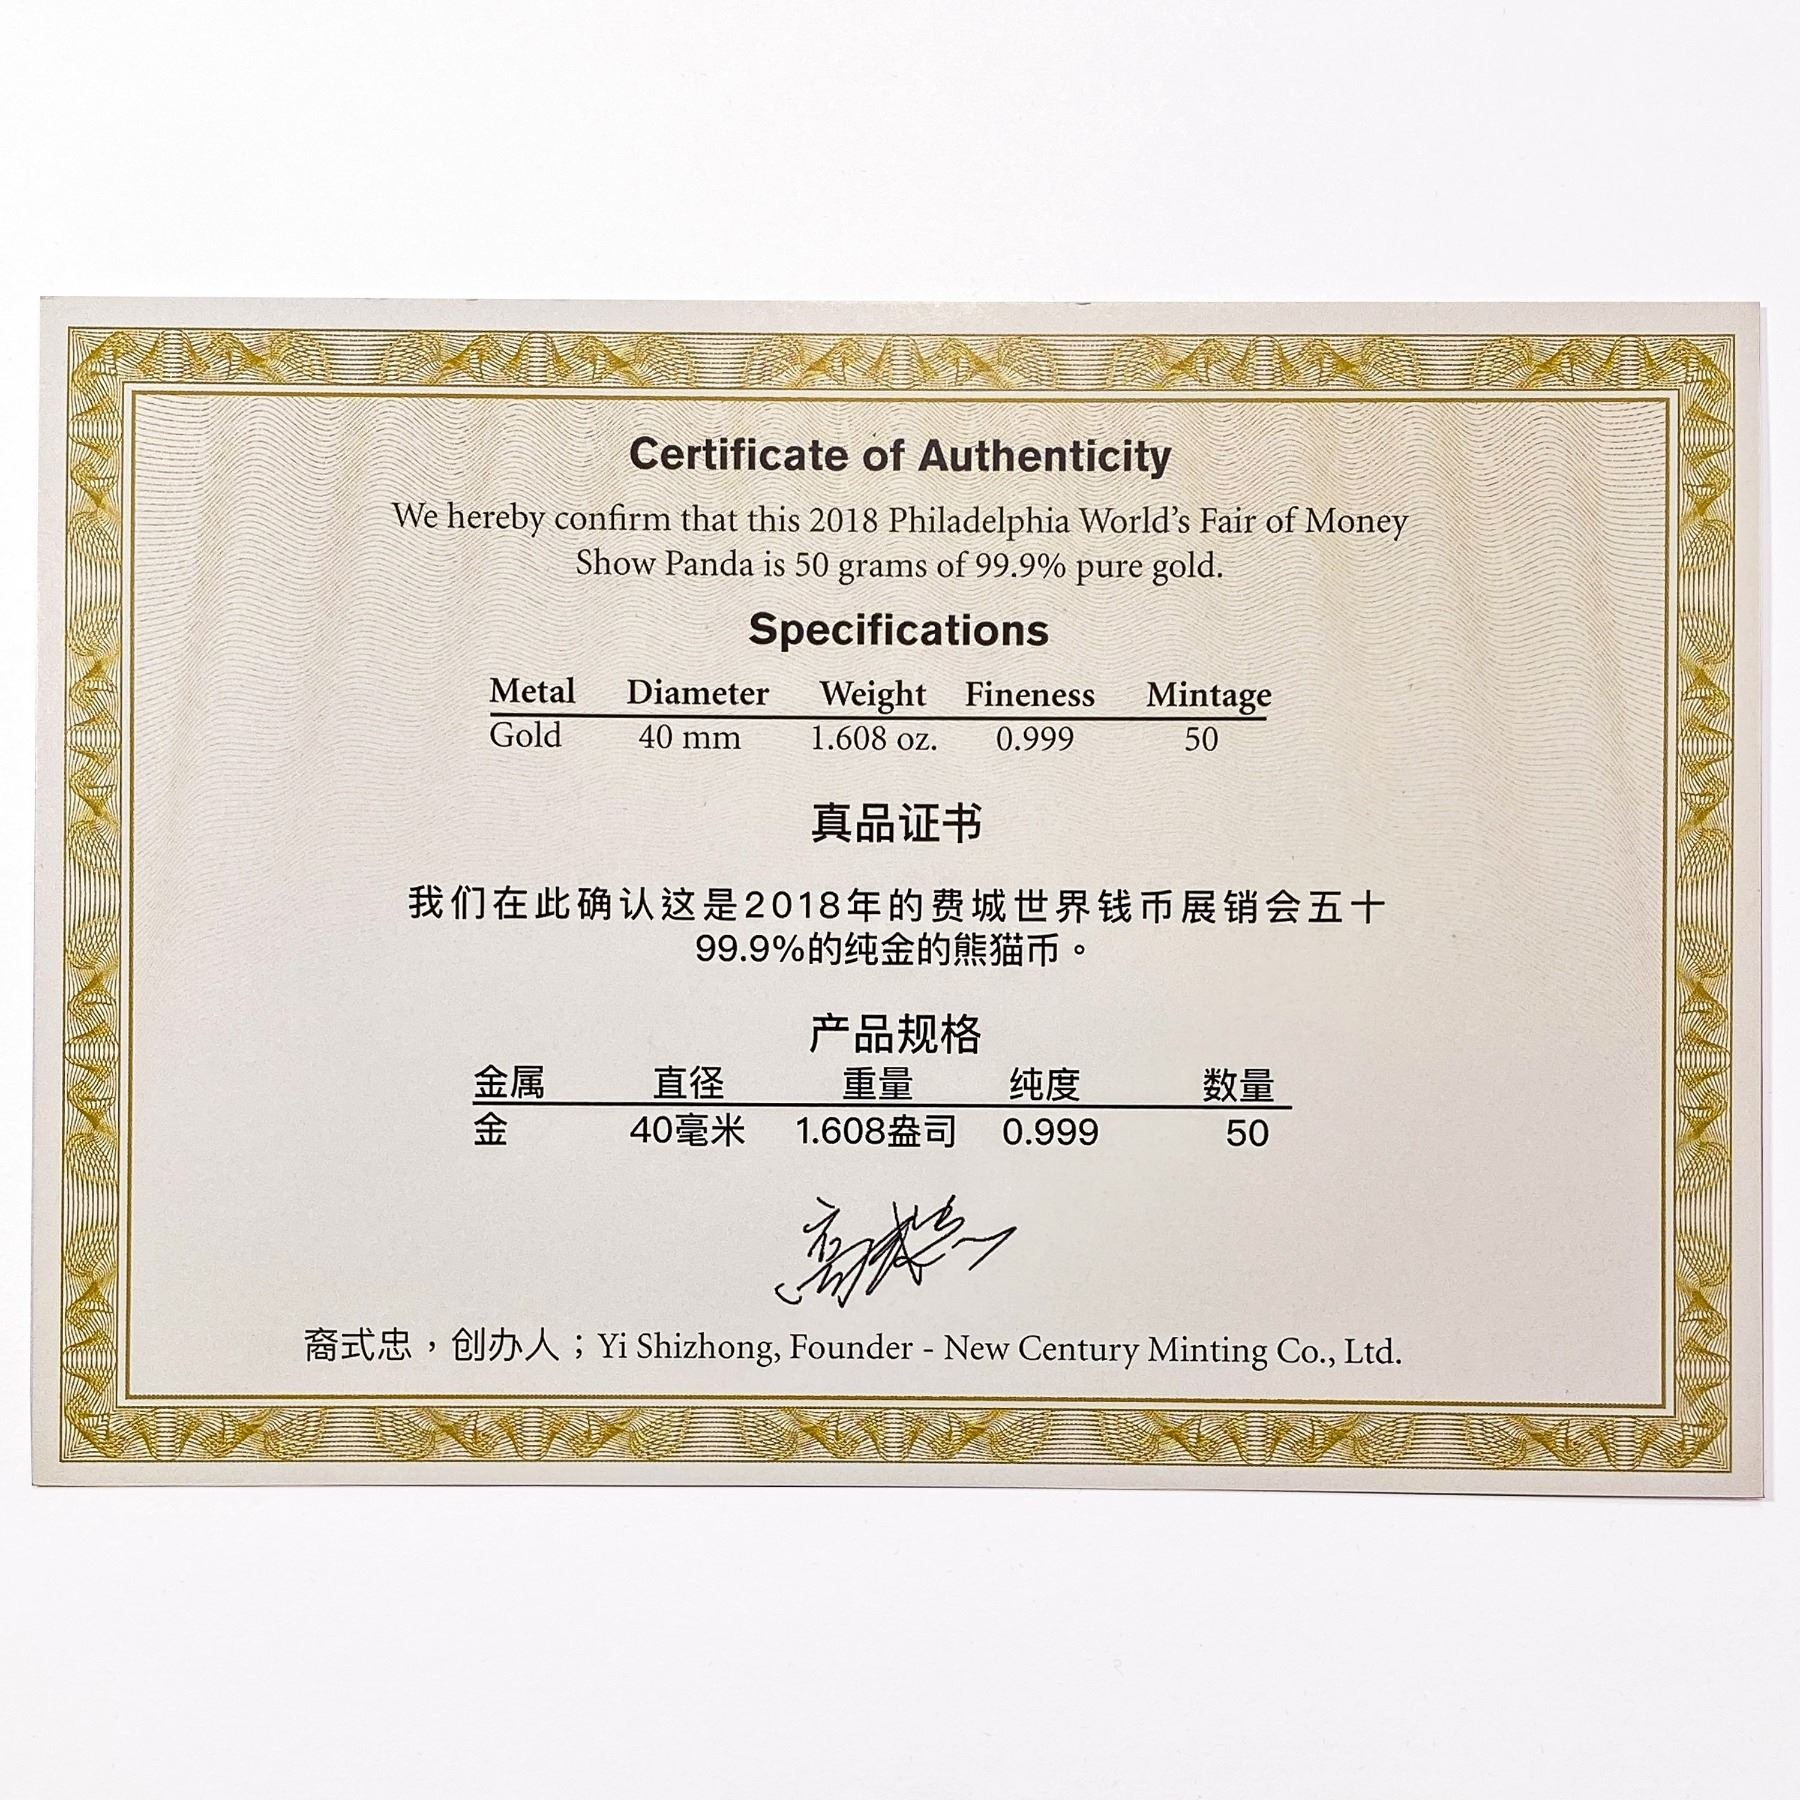 Certificate of Authenticity
We hereby confirm that this 2018 Philadelphia World's Fair of Money
Show Panda is 50 grams of 99.9% pure gold.
Specifications
Metal Diameter Weight Fineness Mintage
Gold 40 mm 1.608 oz. 0.999 50
真品证书
我们在此确认这是2018年的费城世界钱币展销会五十
99.9%的纯金的熊猫币。
产品规格
金属 直径 重量 纯度 数量
金 40毫米 1.608盎司 0.999 50
裔式忠，创办人；Yi Shizhong, Founder - New Century Minting Co., Ltd.